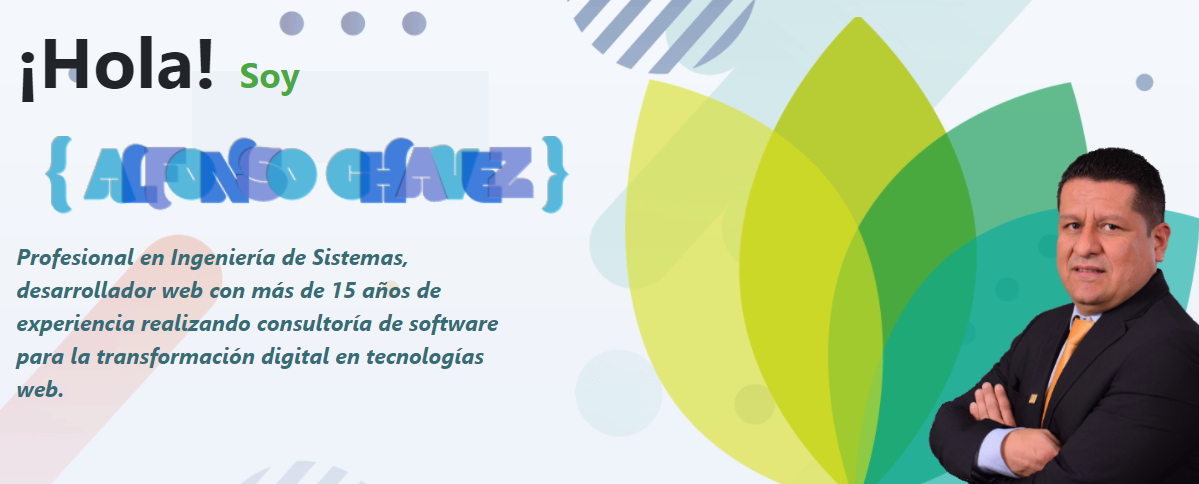 ¡Hola! Soy
{ ALFONSO CHÁVEZ }
Profesional en Ingeniería de Sistemas,
desarrollador web con más de 15 años de
experiencia realizando consultoría de software
para la transformación digital en tecnologías
web.